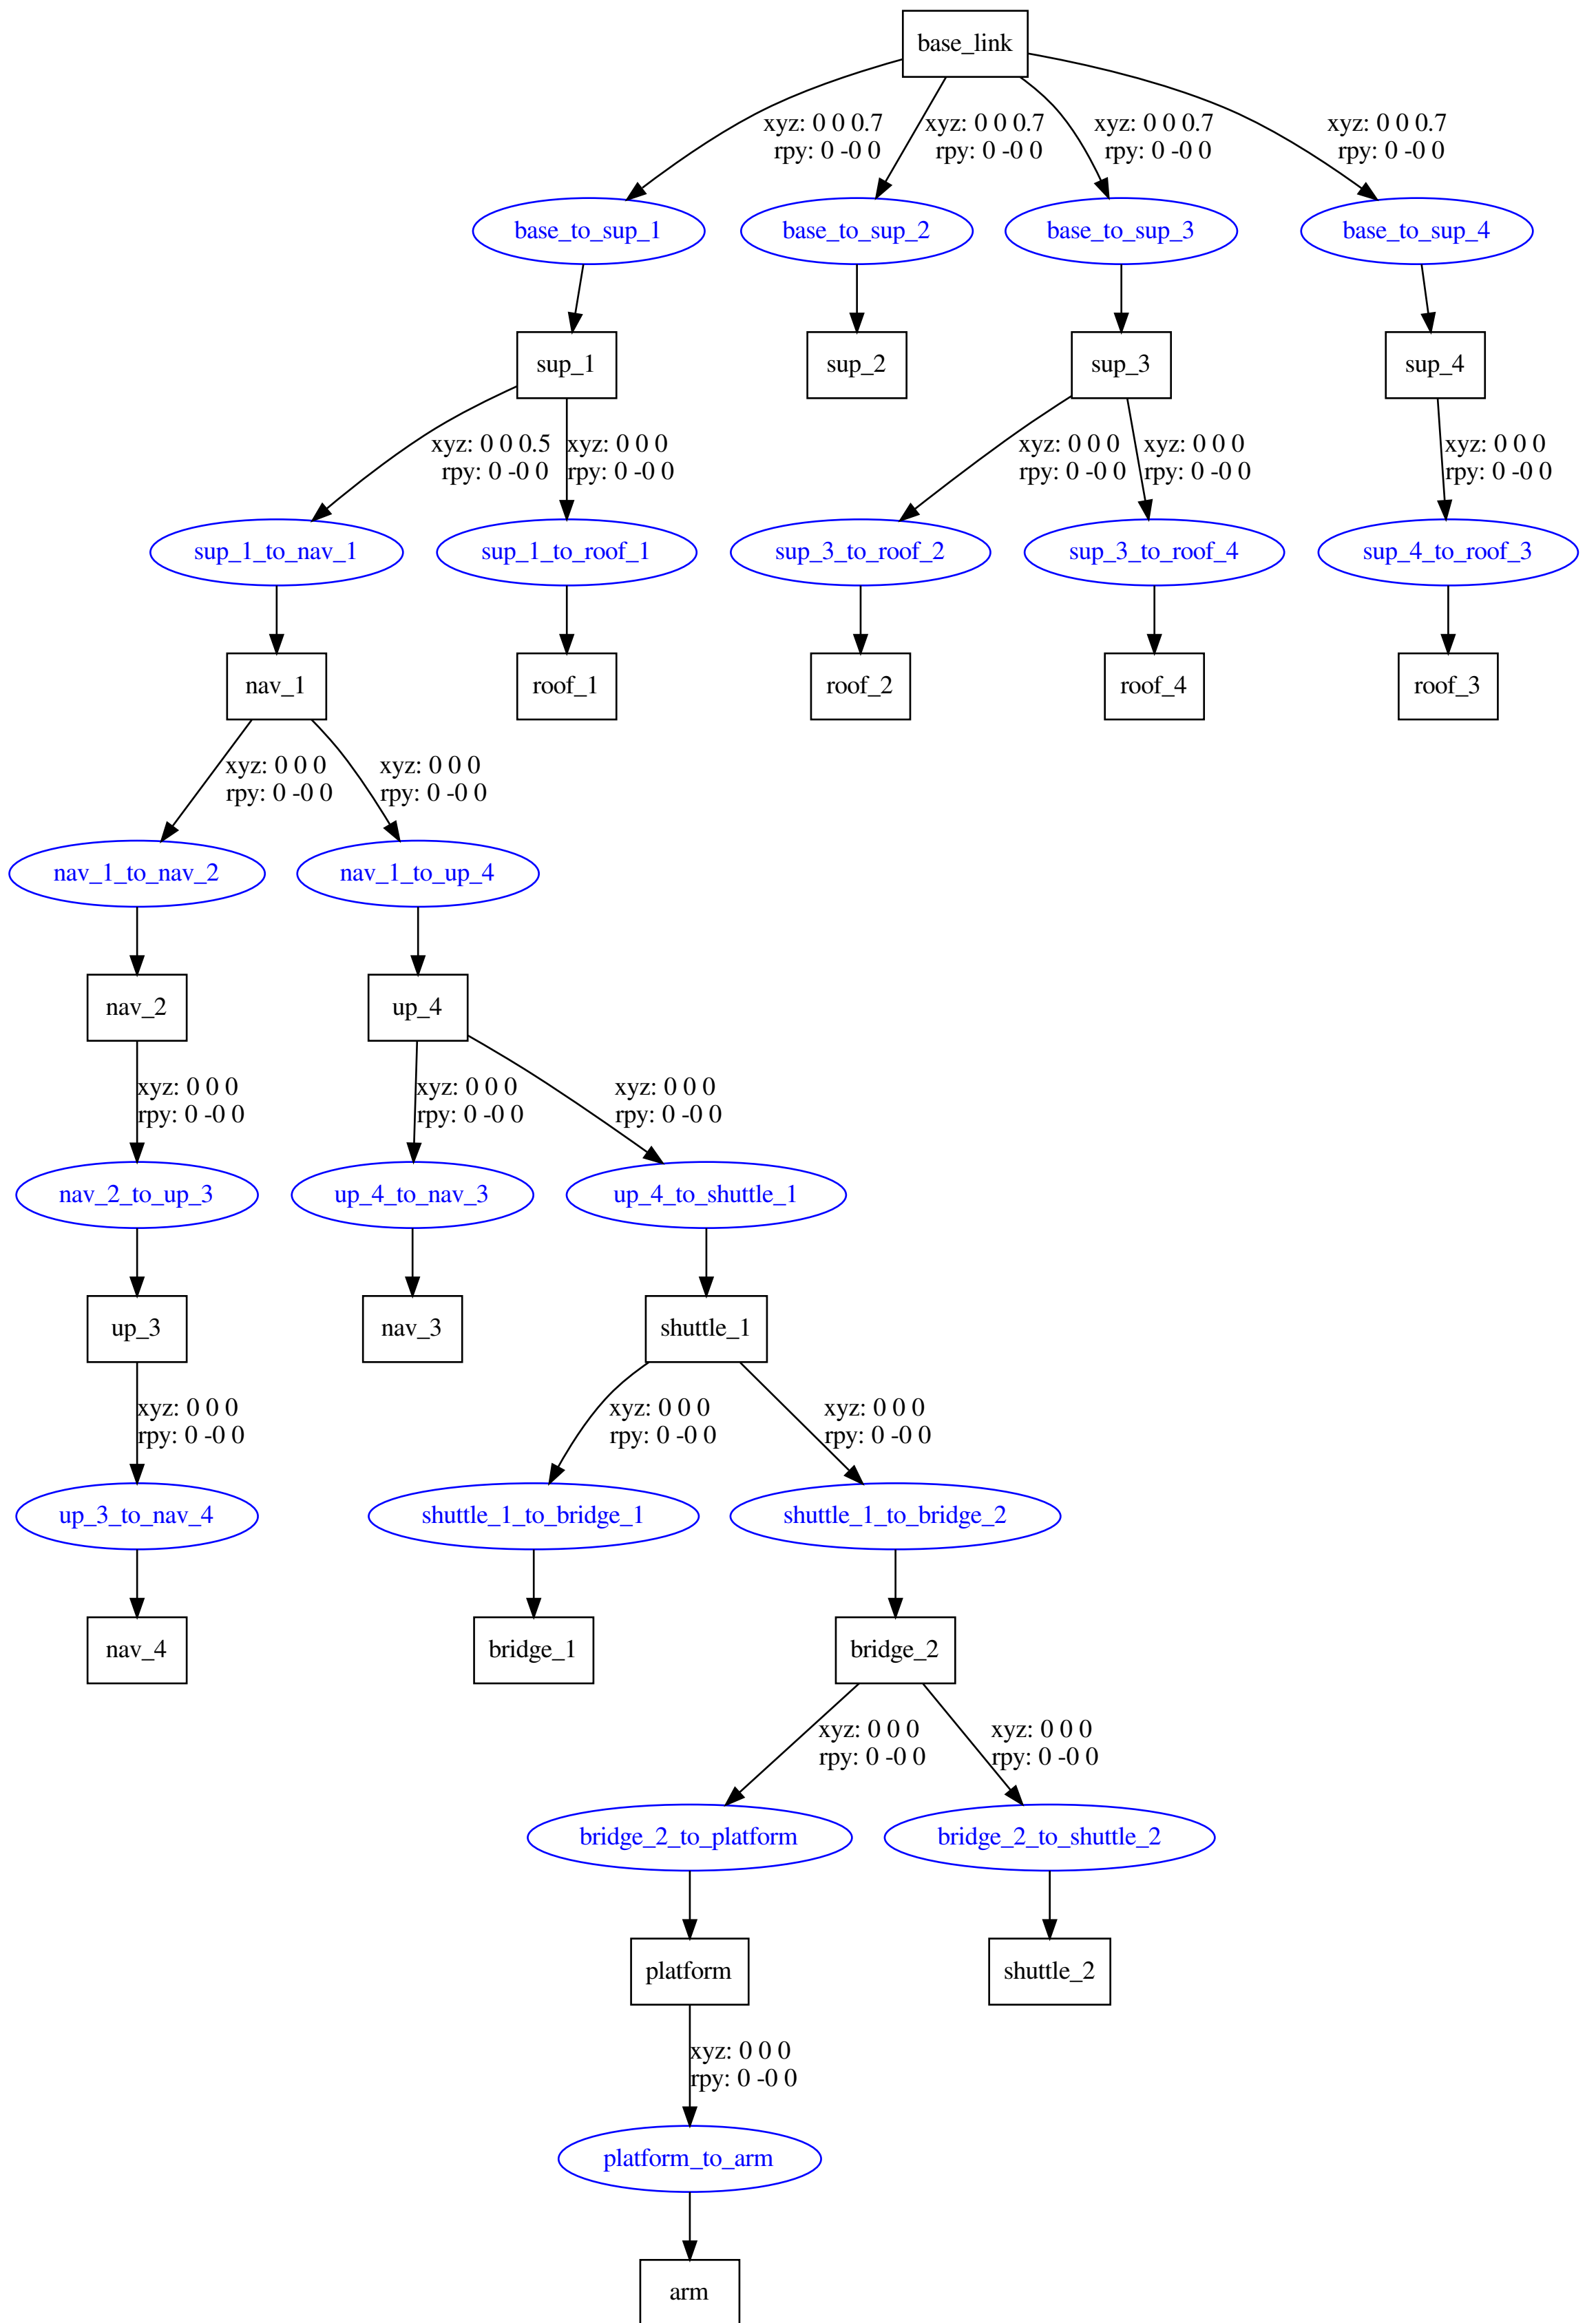 base_link
xyz: 0 0 0.7
rpy: 0 -0 0
xyz: 0 0 0.7
rpy: 0 -0 0
xyz: 0 0 0.7
rpy: 0 -0 0
xyz: 0 0 0.7
rpy: 0 -0 0
base_to_sup_1
base_to_sup_2
base_to_sup_3
base_to_sup_4
sup_1
sup_2
sup_3
sup_4
xyz: 0 0 0.5
rpy: 0 -0 0
xyz: 0 0 0
rpy: 0 -0 0
xyz: 0 0 0
rpy: 0 -0 0
xyz: 0 0 0
rpy: 0 -0 0
xyz: 0 0 0
rpy: 0 -0 0
sup_1_to_nav_1
sup_1_to_roof_1
sup_3_to_roof_2
sup_3_to_roof_4
sup_4_to_roof_3
nav_1
roof_1
roof_2
roof_4
roof_3
xyz: 0 0 0
rpy: 0 -0 0
xyz: 0 0 0
rpy: 0 -0 0
nav_1_to_nav_2
nav_1_to_up_4
nav_2
up_4
xyz: 0 0 0
rpy: 0 -0 0
xyz: 0 0 0
rpy: 0 -0 0
xyz: 0 0 0
rpy: 0 -0 0
nav_2_to_up_3
up_4_to_nav_3
up_4_to_shuttle_1
up_3
nav_3
shuttle_1
xyz: 0 0 0
rpy: 0 -0 0
xyz: 0 0 0
rpy: 0 -0 0
xyz: 0 0 0
rpy: 0 -0 0
up_3_to_nav_4
shuttle_1_to_bridge_1
shuttle_1_to_bridge_2
nav_4
bridge_1
bridge_2
xyz: 0 0 0
rpy: 0 -0 0
xyz: 0 0 0
rpy: 0 -0 0
bridge_2_to_platform
bridge_2_to_shuttle_2
platform
shuttle_2
xyz: 0 0 0
rpy: 0 -0 0
platform_to_arm
arm